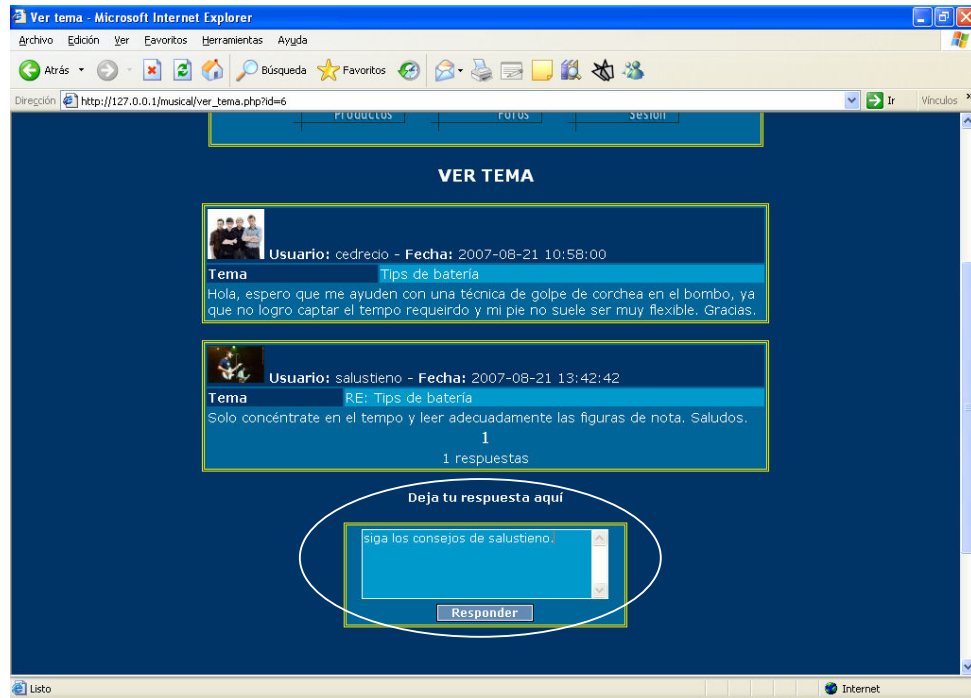 Ver tema - Microsoft Internet Explorer
Archivo Edición Ver Favoritos Herramientas Ayuda
Atrás Búsqueda Favoritos
Dirección http://127.0.0.1/musical/ver_tema.php?id=6 Ir Vínculos »
Productos Foros Sesión
VER TEMA
Usuario: cedrecio - Fecha: 2007-08-21 10:58:00
Tema Tips de batería
Hola, espero que me ayuden con una técnica de golpe de corchea en el bombo, ya
que no logro captar el tempo requeirdo y mi pie no suele ser muy flexible. Gracias.
Usuario: salustieno - Fecha: 2007-08-21 13:42:42
Tema RE: Tips de batería
Solo concéntrate en el tempo y leer adecuadamente las figuras de nota. Saludos.
1
1 respuestas
Deja tu respuesta aquí
siga los consejos de salustieno.
Responder
Listo Internet